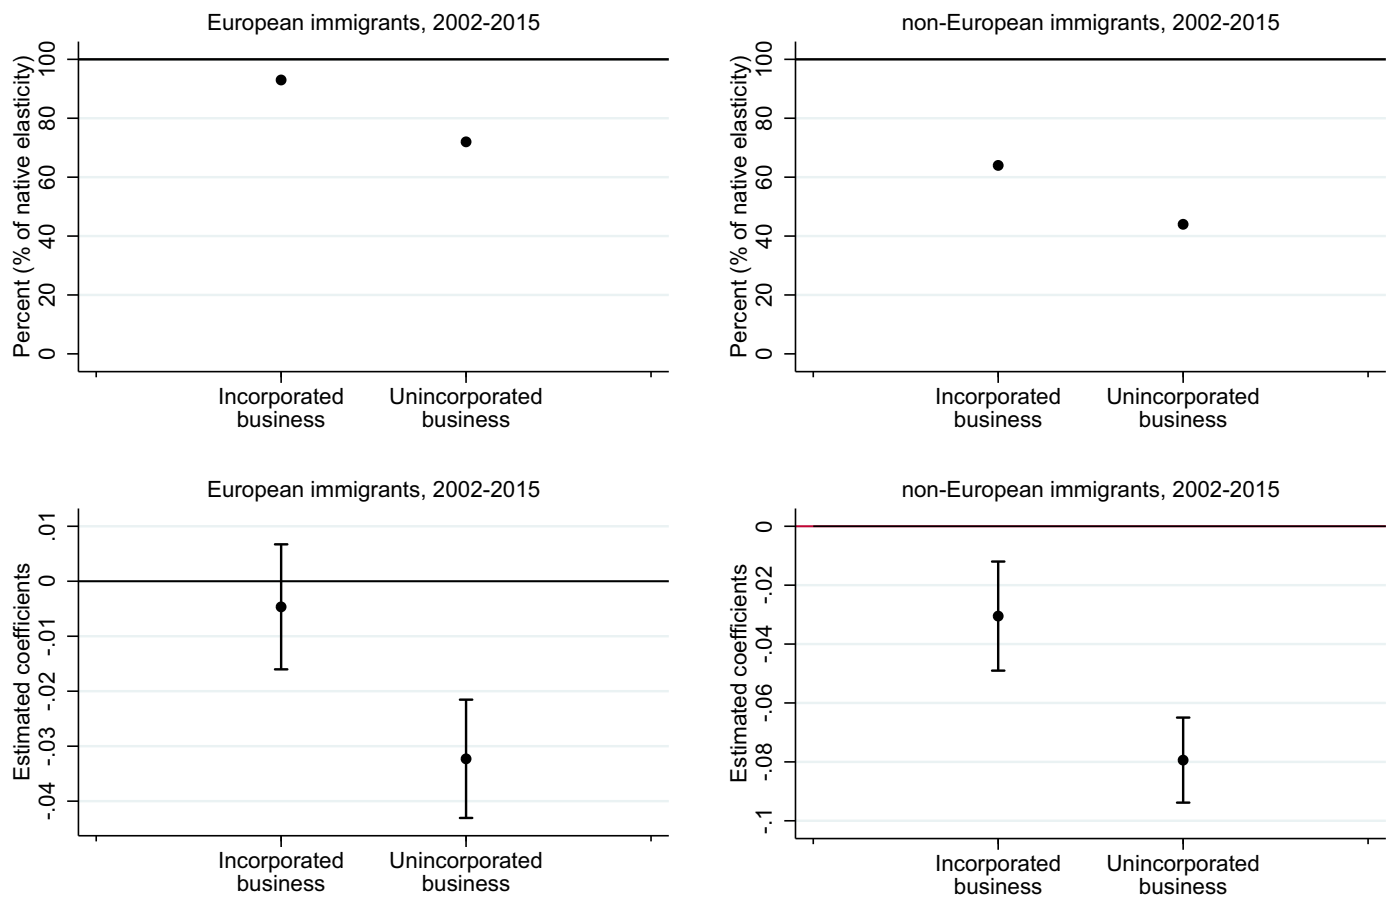 European immigrants, 2002-2015
Percent (% of native elasticity)
100
80
60
40
20
0
Incorporated
business
Unincorporated
business
non-European immigrants, 2002-2015
Percent (% of native elasticity)
100
80
60
40
20
0
Incorporated
business
Unincorporated
business
European immigrants, 2002-2015
Estimated coefficients
.01
0
-.01
-.02
-.03
-.04
Incorporated
business
Unincorporated
business
non-European immigrants, 2002-2015
Estimated coefficients
0
-.02
-.04
-.06
-.08
-.1
Incorporated
business
Unincorporated
business